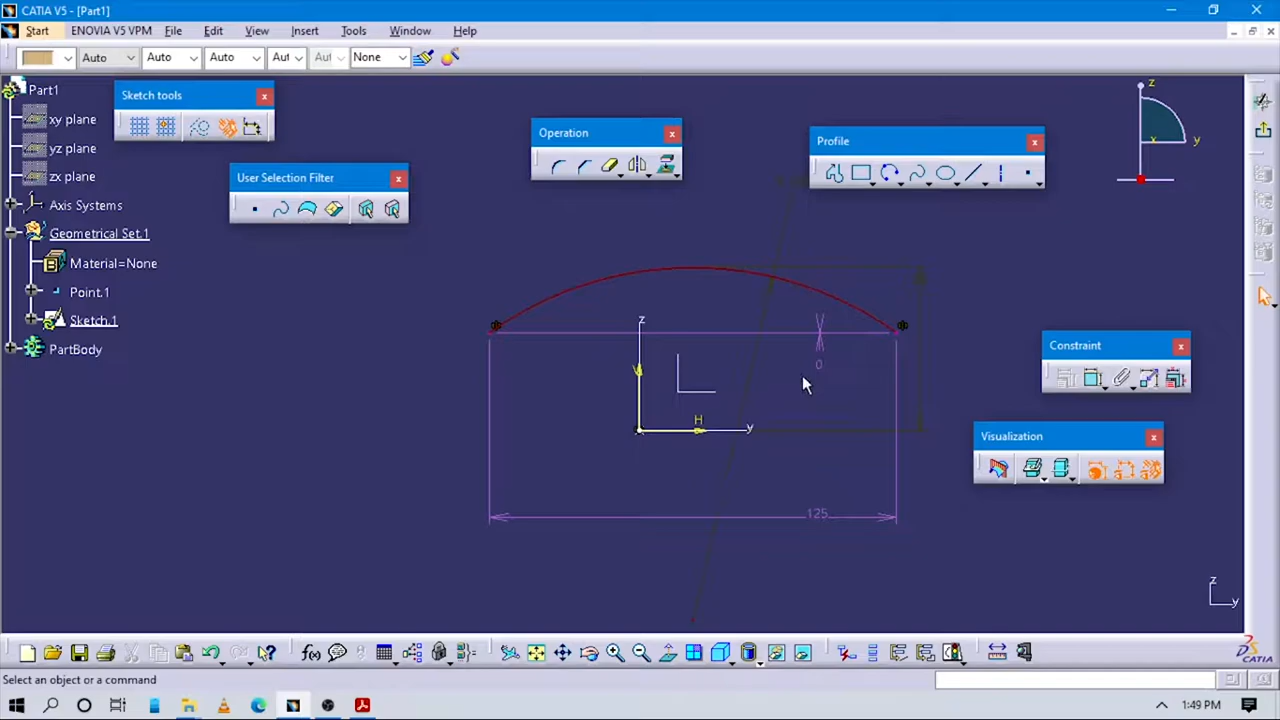 CATIA V5 - [Part1]
Start ENOVIA V5 VPM File Edit View Insert Tools Window Help
Auto Auto Auto Aut Aut None
Part1
xy plane
yz plane
zx plane
Axis Systems
Geometrical Set.1
Material=None
Point.1
Sketch.1
PartBody
Sketch tools
User Selection Filter
Operation
Profile
Constraint
Visualization
z
x
y
z
V
H
y
0
125
z
y
f(x)
CATIA
Select an object or a command
1:49 PM